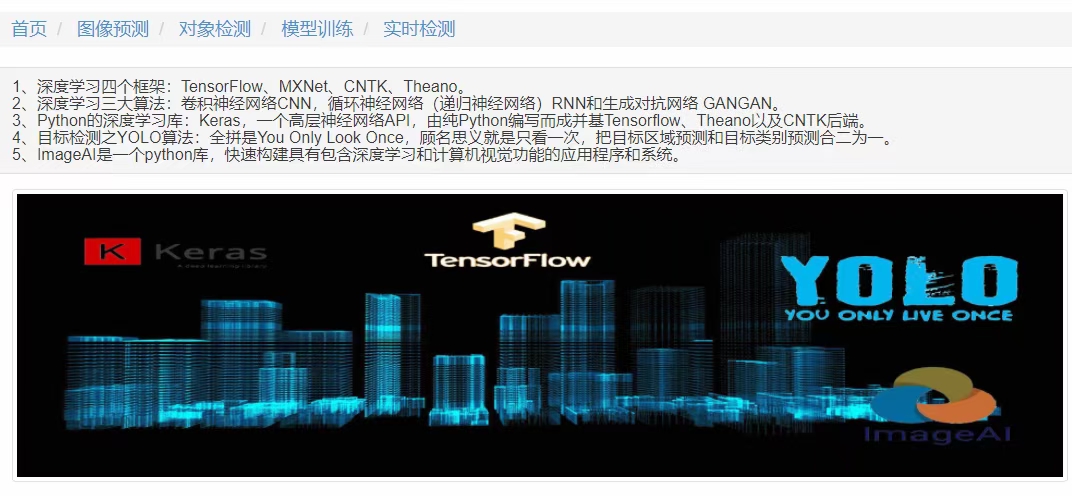 首页 / 图像预测 / 对象检测 / 模型训练 / 实时检测
1、深度学习四个框架：TensorFlow、MXNet、CNTK、Theano。
2、深度学习三大算法：卷积神经网络CNN，循环神经网络（递归神经网络）RNN和生成对抗网络 GANGAN。
3、Python的深度学习库：Keras，一个高层神经网络API，由纯Python编写而成并基Tensorflow、Theano以及CNTK后端。
4、目标检测之YOLO算法：全拼是You Only Look Once，顾名思义就是只看一次，把目标区域预测和目标类别预测合二为一。
5、ImageAI是一个python库，快速构建具有包含深度学习和计算机视觉功能的应用程序和系统。
K Keras
TensorFlow
YOLO
YOU ONLY LIVE ONCE
ImageAI